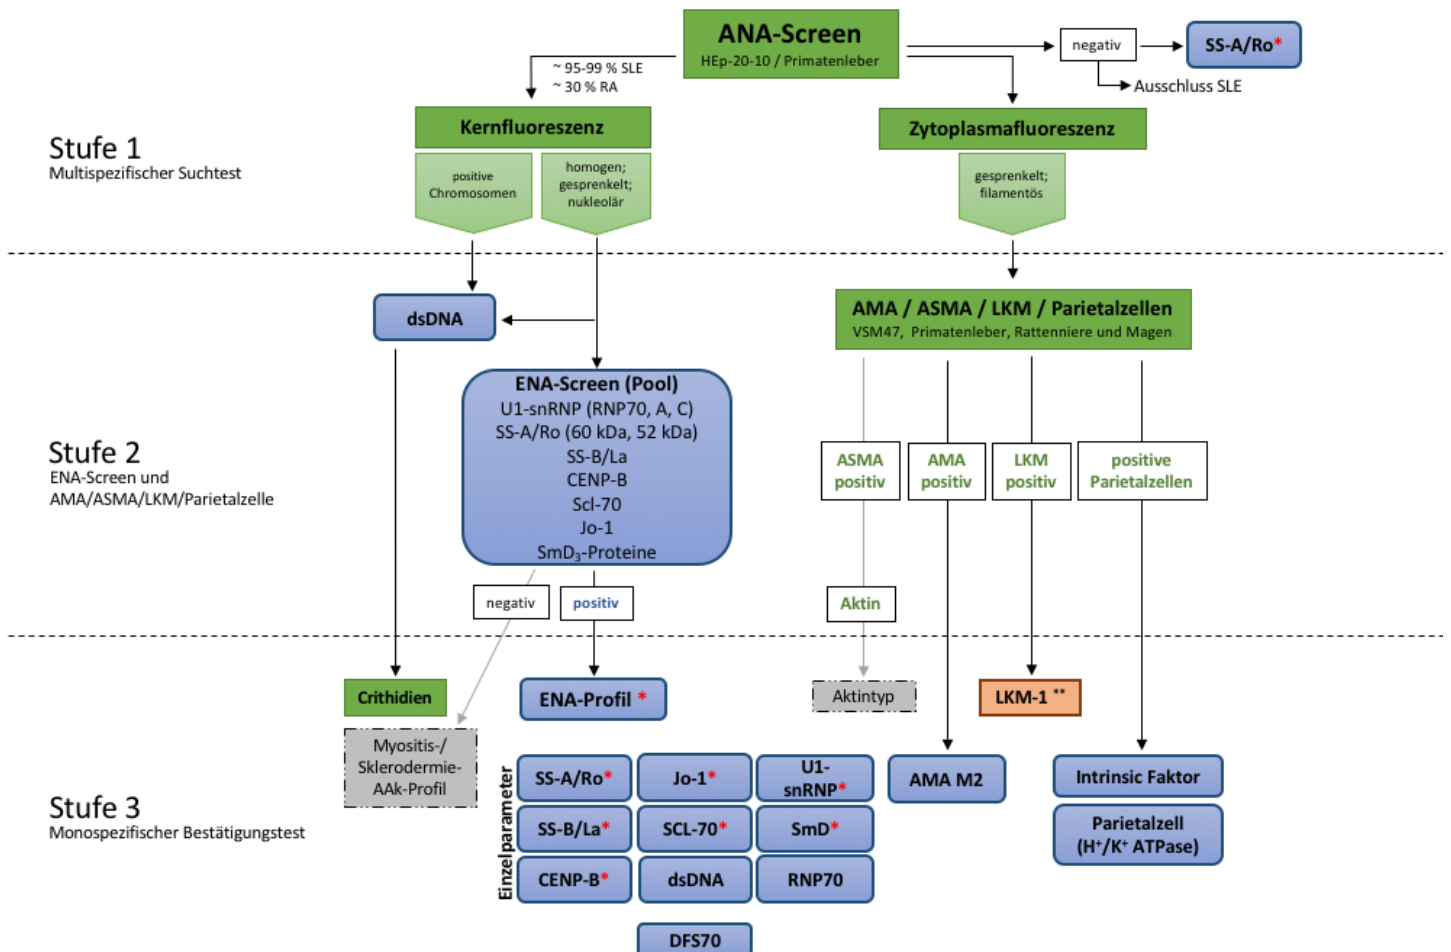 ANA-Screen
HEp-20-10 / Primatenleber
negativ
SS-A/Ro*
Ausschluss SLE
~ 95-99 % SLE
~ 30 % RA
Kernfluoreszenz
Zytoplasmafluoreszenz
Stufe 1
Multispezifischer Suchtest
positive
Chromosomen
homogen;
gesprenkelt;
nukleolär
gesprenkelt;
filamentös
dsDNA
AMA / ASMA / LKM / Parietalzellen
VSM47, Primatenleber, Rattenniere und Magen
ENA-Screen (Pool)
U1-snRNP (RNP70, A, C)
SS-A/Ro (60 kDa, 52 kDa)
SS-B/La
CENP-B
Scl-70
Jo-1
SmD₃-Proteine
Stufe 2
ENA-Screen und
AMA/ASMA/LKM/Parietalzelle
ASMA
positiv
AMA
positiv
LKM
positiv
positive
Parietalzellen
negativ
positiv
Aktin
Crithidien
ENA-Profil *
Aktintyp
LKM-1 **
Myositis-/
Sklerodermie-
AAk-Profil
Stufe 3
Monospezifischer Bestätigungstest
Einzelparameter
SS-A/Ro*
Jo-1*
U1-
snRNP*
SS-B/La*
SCL-70*
SmD*
CENP-B*
dsDNA
RNP70
DFS70
AMA M2
Intrinsic Faktor
Parietalzell
(H⁺/K⁺ ATPase)